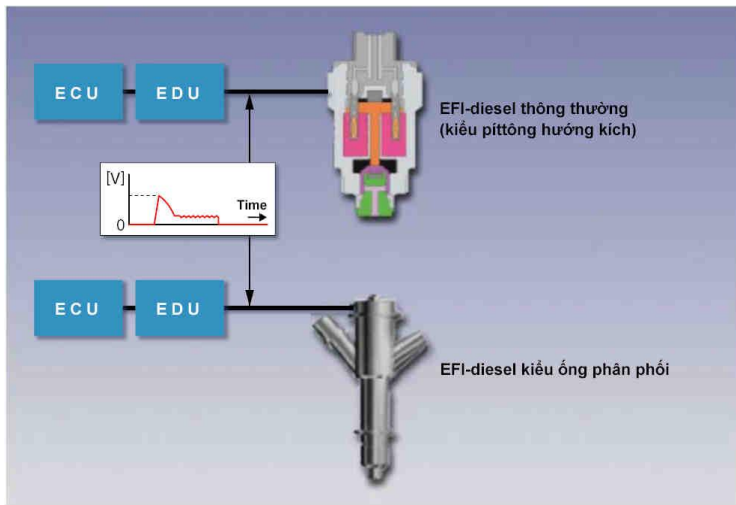 ECU EDU
EFI-diesel thông thường
(kiểu píttông hướng kích)
[V]
Time
0
ECU EDU
EFI-diesel kiểu ống phân phối